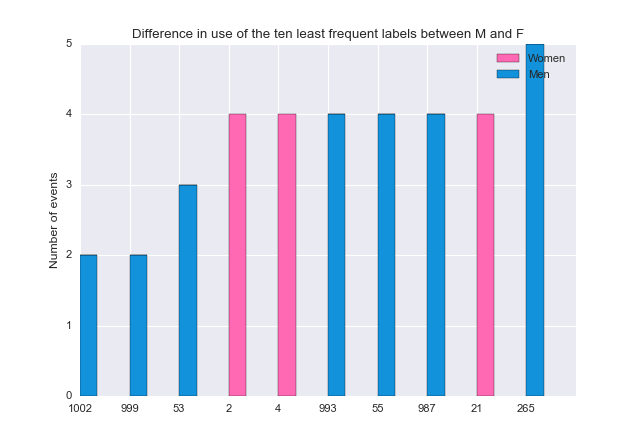 Difference in use of the ten least frequent labels between M and F
Women
Men
Number of events
5
4
3
2
1
0
1002 999 53 2 4 993 55 987 21 265